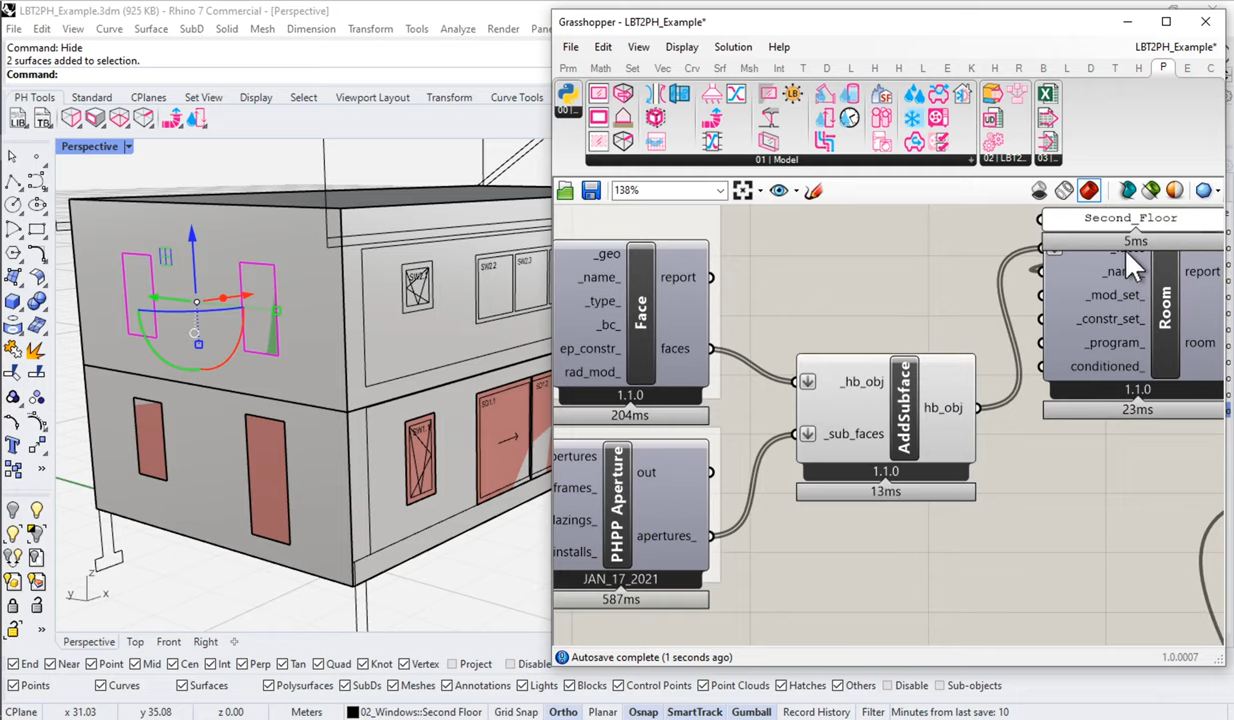 LBT2PH_Example.3dm (925 KB) - Rhino 7 Commercial - [Perspective]
File Edit View Curve Surface SubD Solid Mesh Dimension Transform Tools Analyze Render
Command: Hide
2 surfaces added to selection.
Command:
PH Tools Standard CPlanes Set View Display Select Viewport Layout Transform Curve Tools
LIB TB
Perspective
SW2.2 SW2.3
SD1.1
Perspective Top Front Right
End Near Point Mid Cen Int Perp Tan Quad Knot Vertex Project
Points Curves Surfaces Polysurfaces SubDs Meshes Annotations Lights Blocks Control Points Point Clouds Hatches Others Disable Sub-objects
CPlane x 31.03 y 35.08 z 0.00 Meters 02_Windows::Second Floor Grid Snap Ortho Planar Osnap SmartTrack Gumball Record History Filter Minutes from last save: 10
Grasshopper - LBT2PH_Example*
File Edit View Display Solution Help LBT2PH_Example*
Prm Math Set Vec Crv Srf Msh Int T D L H H R H B L D T H P E C
01 | Model
138%
Second_Floor
5ms
_geo
_name_
_type_
_bc_
ep_constr_
rad_mod_
Face
report
faces
1.1.0
204ms
_hb_obj
_sub_faces
AddSubface
hb_obj
1.1.0
13ms
_mod_set_
_constr_set_
_program_
conditioned_
Room
report
room
1.1.0
23ms
PHPP Aperture
out
apertures_
JAN_17_2021
587ms
Autosave complete (1 seconds ago)
1.0.0007